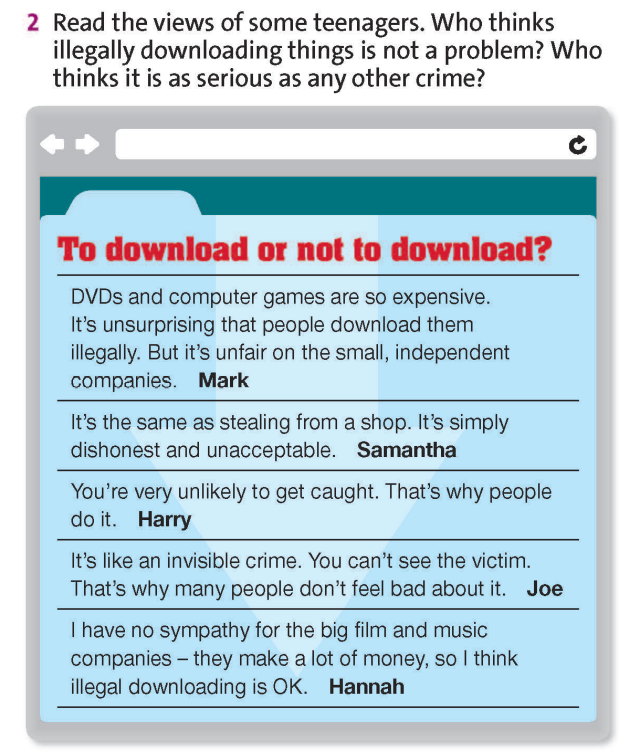 2 Read the views of some teenagers. Who thinks
illegally downloading things is not a problem? Who
thinks it is as serious as any other crime?
To download or not to download?
DVDs and computer games are so expensive.
It's unsurprising that people download them
illegally. But it's unfair on the small, independent
companies. Mark
It's the same as stealing from a shop. It's simply
dishonest and unacceptable. Samantha
You're very unlikely to get caught. That's why people
do it. Harry
It's like an invisible crime. You can't see the victim.
That's why many people don't feel bad about it. Joe
I have no sympathy for the big film and music
companies – they make a lot of money, so I think
illegal downloading is OK. Hannah